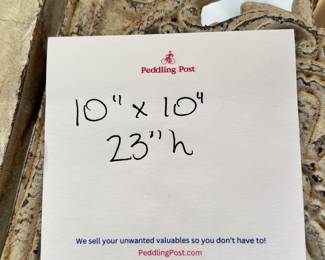 Peddling Post
10" x 10"
23" h
We sell your unwanted valuables so you don't have to!
PeddlingPost.com